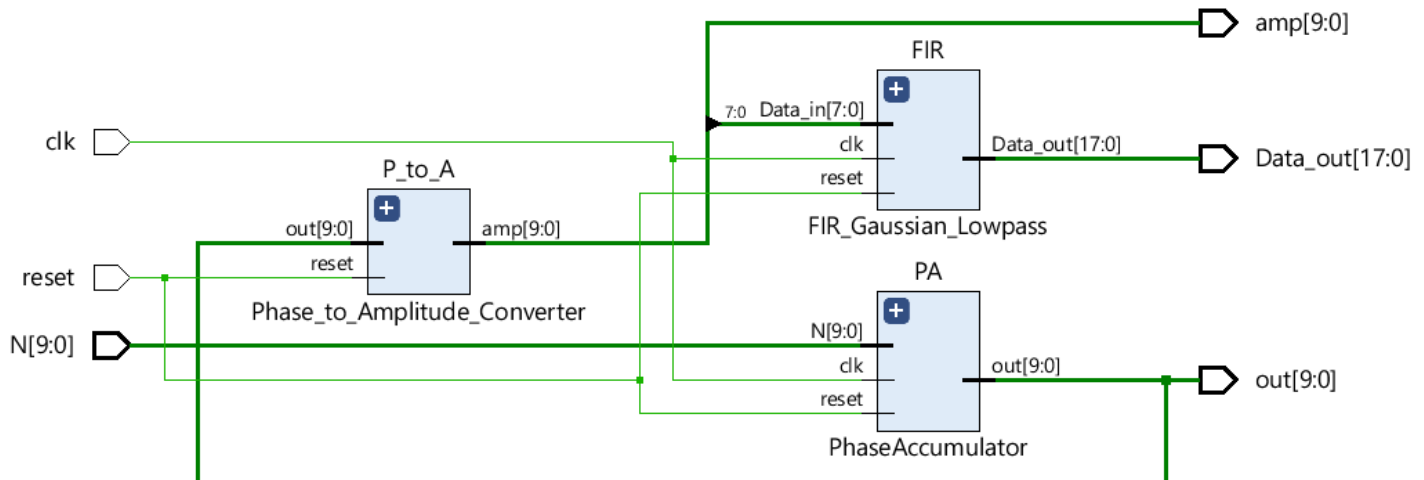 amp[9:0]
FIR
7:0 Data_in[7:0]
clk
clk
Data_out[17:0]
Data_out[17:0]
P_to_A
reset
FIR_Gaussian_Lowpass
out[9:0]
amp[9:0]
reset
reset
PA
Phase_to_Amplitude_Converter
N[9:0]
N[9:0]
clk
out[9:0]
out[9:0]
reset
PhaseAccumulator